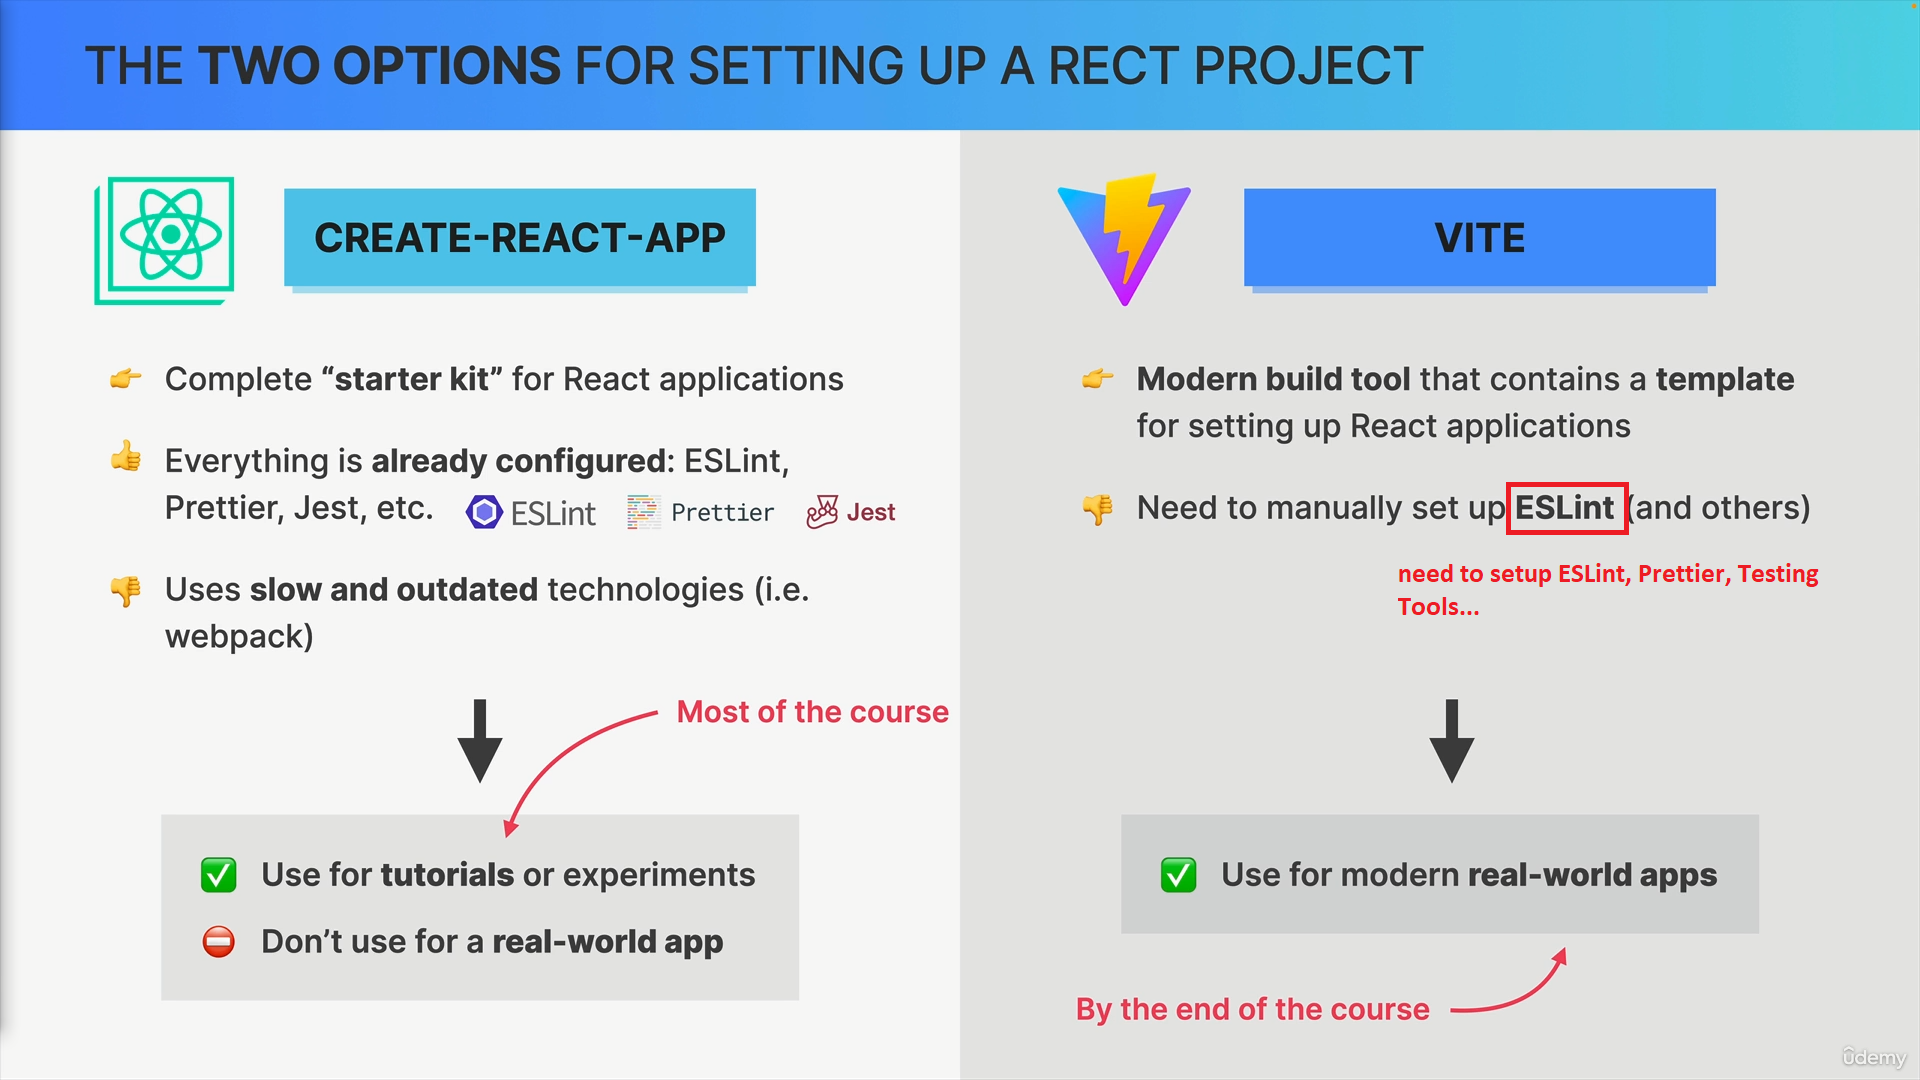 THE TWO OPTIONS FOR SETTING UP A RECT PROJECT
CREATE-REACT-APP
Complete “starter kit” for React applications
Everything is already configured: ESLint,
Prettier, Jest, etc. ESLint Prettier Jest
Uses slow and outdated technologies (i.e.
webpack)
Most of the course
Use for tutorials or experiments
Don’t use for a real-world app
VITE
Modern build tool that contains a template
for setting up React applications
Need to manually set up ESLint (and others)
need to setup ESLint, Prettier, Testing
Tools...
Use for modern real-world apps
By the end of the course
ûdemy